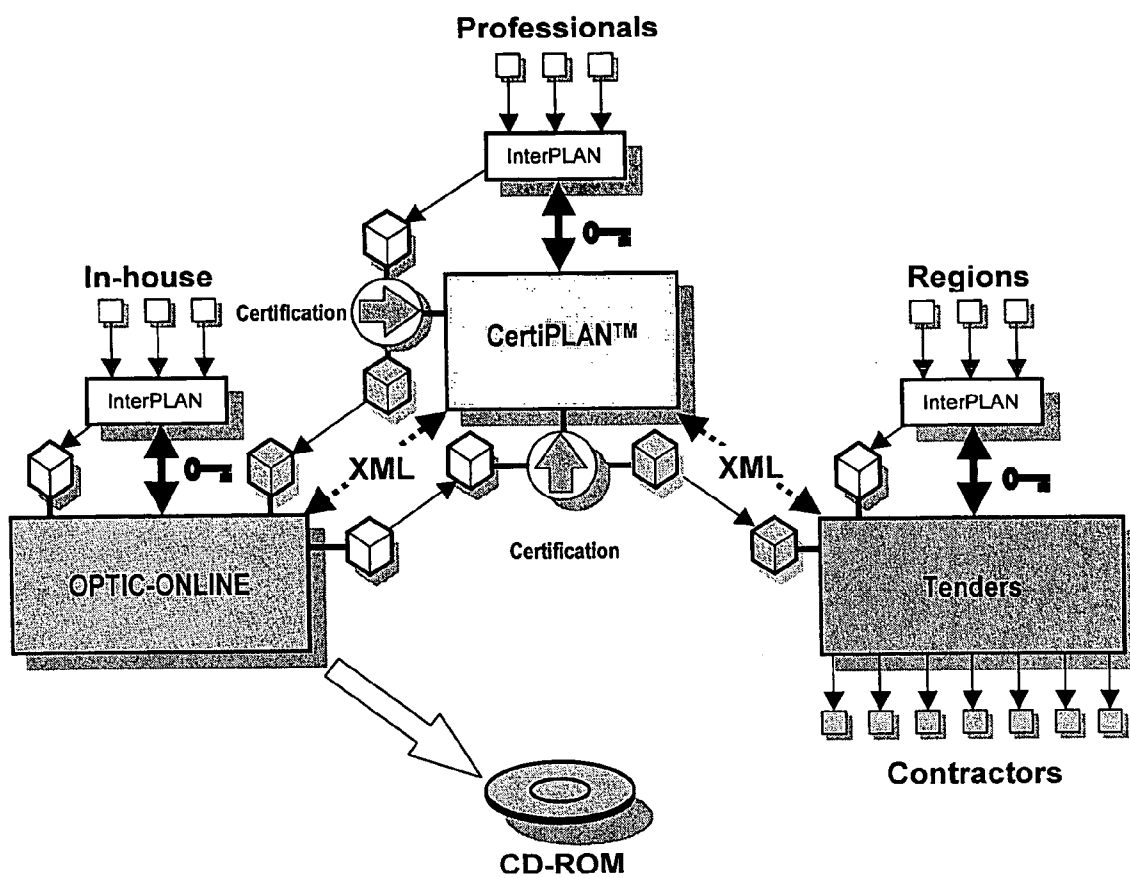 Professionals
InterPLAN
In-house
Certification
CertiPLAN™
Regions
InterPLAN
InterPLAN
XML
XML
Certification
OPTIC-ONLINE
Tenders
Contractors
CD-ROM